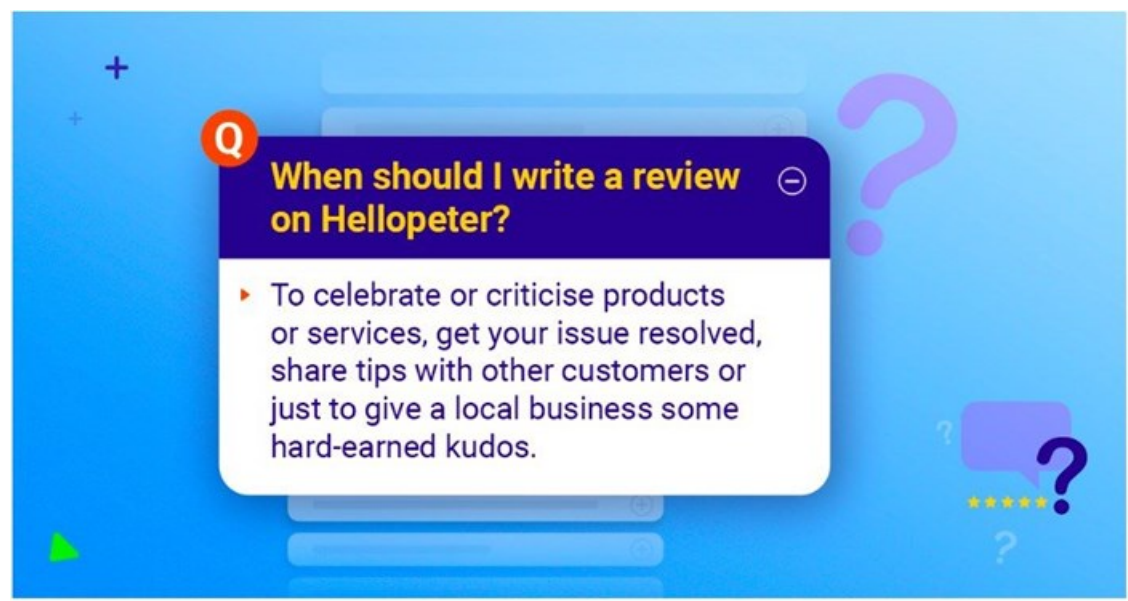 Q
When should I write a review
on Hellopeter?
To celebrate or criticise products
or services, get your issue resolved,
share tips with other customers or
just to give a local business some
hard-earned kudos.